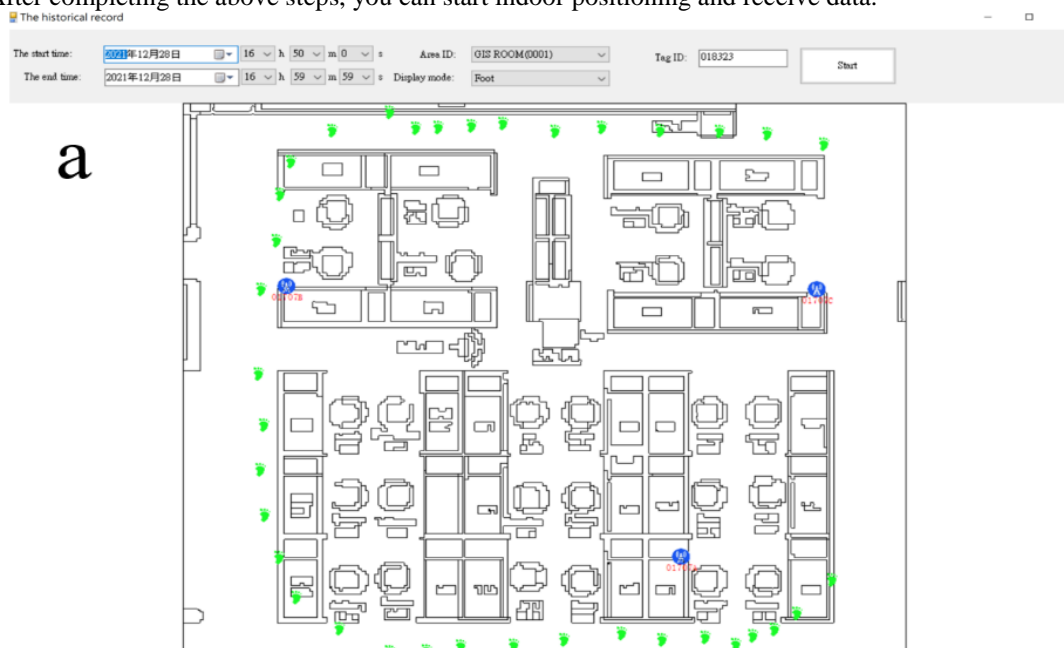 After completing the above steps, you can start indoor positioning and receive data.
The historical record
The start time: 2021年12月28日 16 h 50 m 0 s Area ID: GIS ROOM(0001) Tag ID: 018323 Start
The end time: 2021年12月28日 16 h 59 m 59 s Display mode: Foot
a